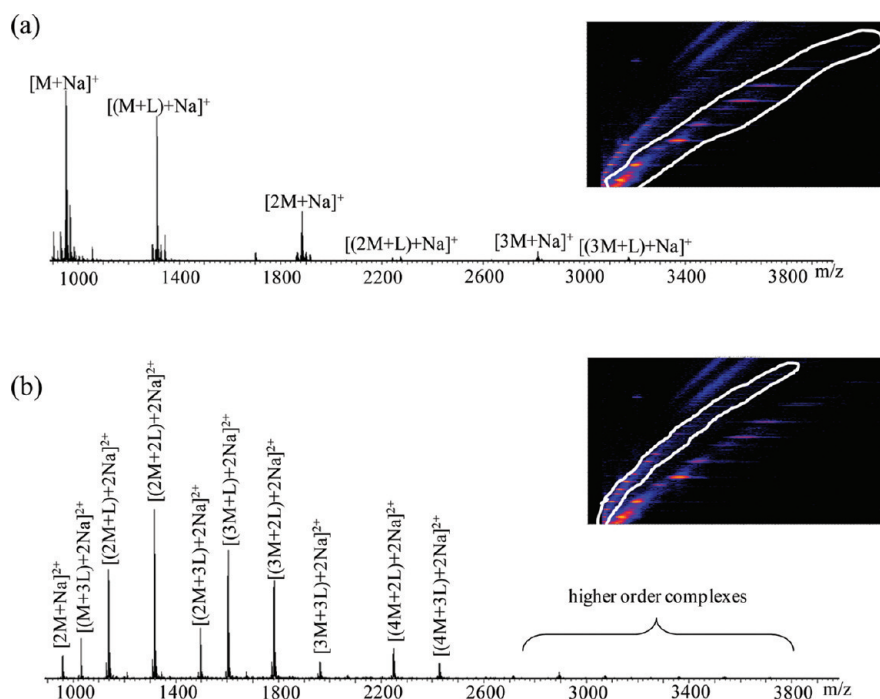 (a)
[M+Na]⁺
[(M+L)+Na]⁺
[2M+Na]⁺
[(2M+L)+Na]⁺
[3M+Na]⁺
[(3M+L)+Na]⁺
m/z
1000 1400 1800 2200 2600 3000 3400 3800
(b)
[2M+Na]²⁺
[(M+3L)+2Na]²⁺
[(2M+L)+2Na]²⁺
[(2M+2L)+2Na]²⁺
[(2M+3L)+2Na]²⁺
[(3M+L)+2Na]²⁺
[(3M+2L)+2Na]²⁺
[3M+3L)+2Na]²⁺
[(4M+2L)+2Na]²⁺
[(4M+3L)+2Na]²⁺
higher order complexes
m/z
1000 1400 1800 2200 2600 3000 3400 3800